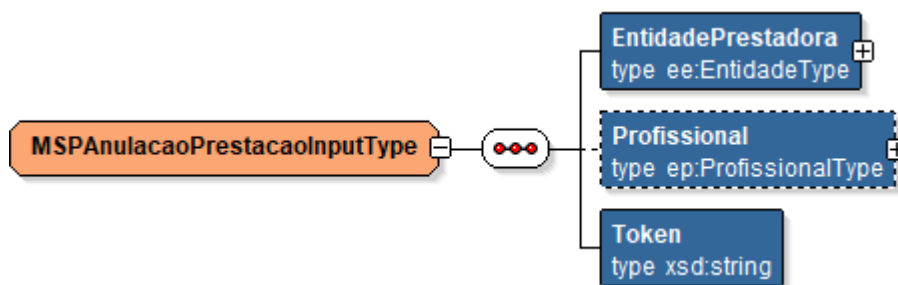 EntidadePrestadora
type ee:EntidadeType
MSPAnulacaoPrestacaoInputType
Profissional
type ep:ProfissionalType
Token
type xsd:string